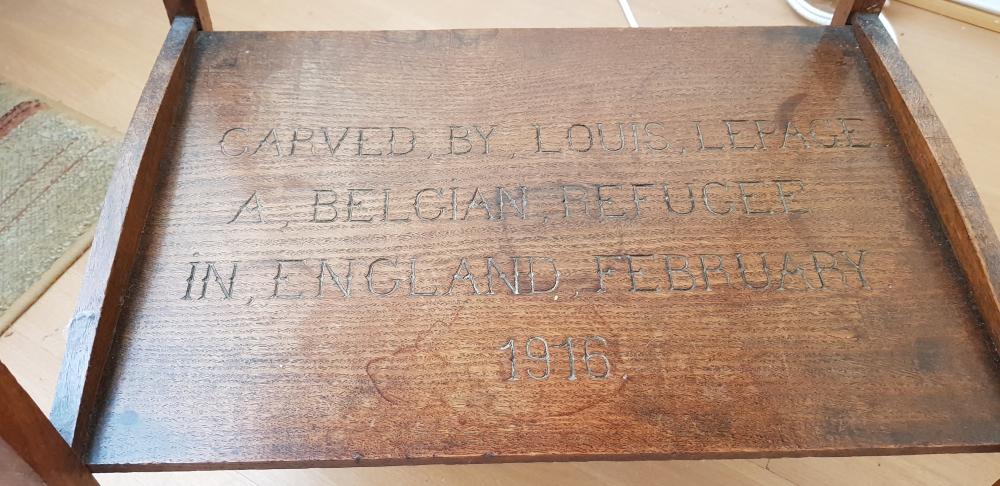 CARVED, BY, LOUIS, LEPAGE
A, BELGIAN, REFUGEE
IN, ENGLAND, FEBRUARY
1916.